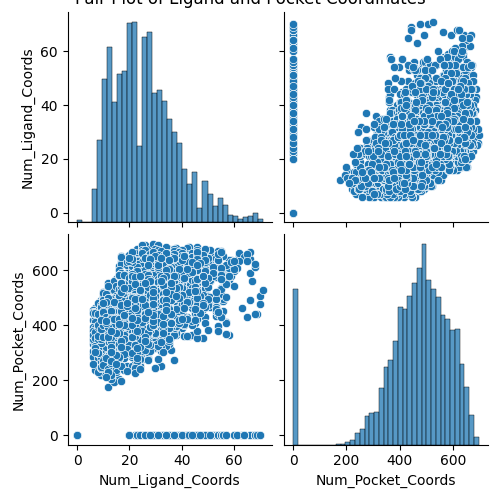 Pair Plot of Ligand and Pocket Coordinates
60
40
20
0
Num_Ligand_Coords
600
400
200
0
Num_Pocket_Coords
0 20 40 60
Num_Ligand_Coords
0 200 400 600
Num_Pocket_Coords